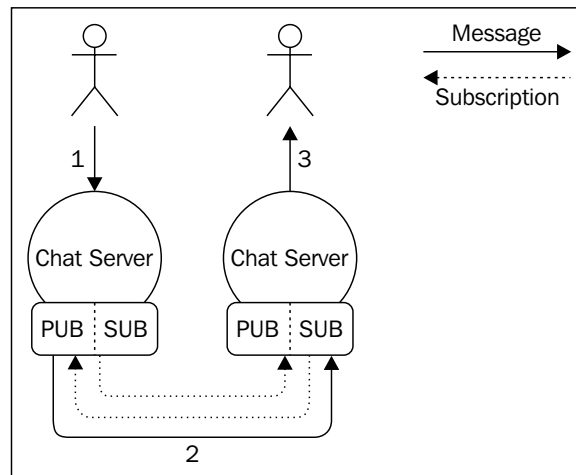 Message
Subscription
1
3
Chat Server
Chat Server
PUB SUB
PUB SUB
2